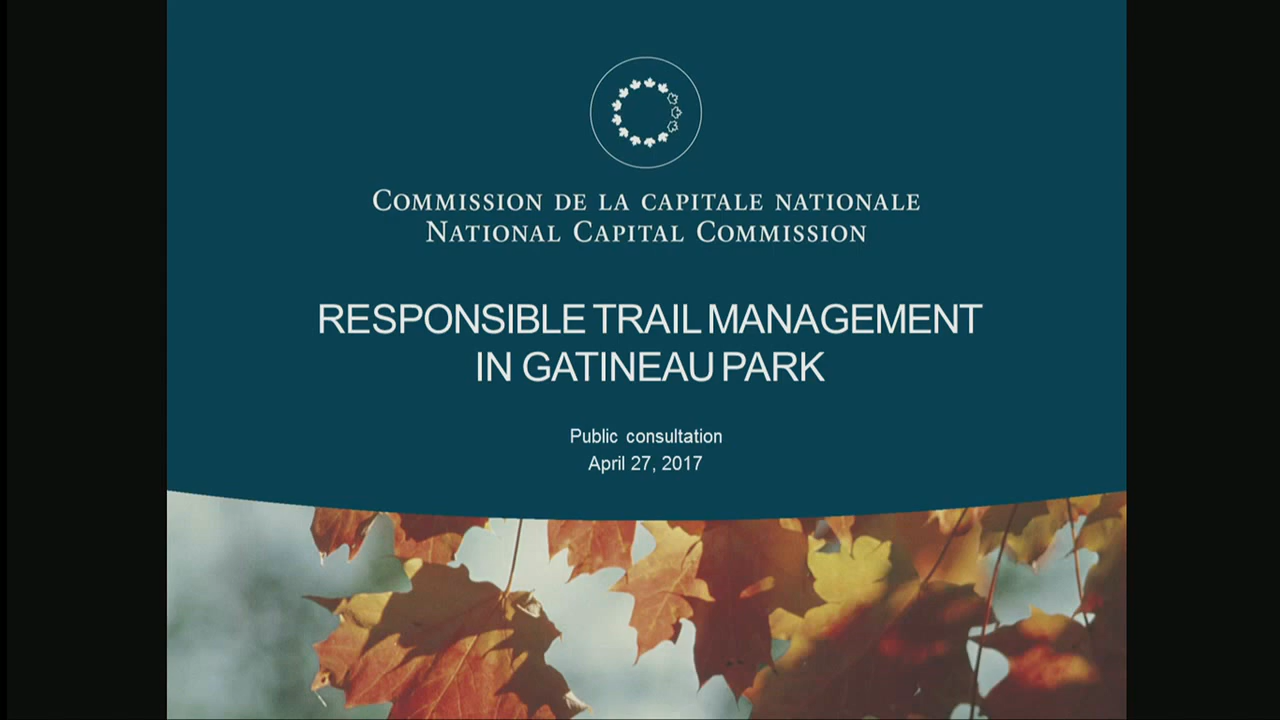 COMMISSION DE LA CAPITALE NATIONALE
NATIONAL CAPITAL COMMISSION
RESPONSIBLE TRAIL MANAGEMENT
IN GATINEAU PARK
Public consultation
April 27, 2017